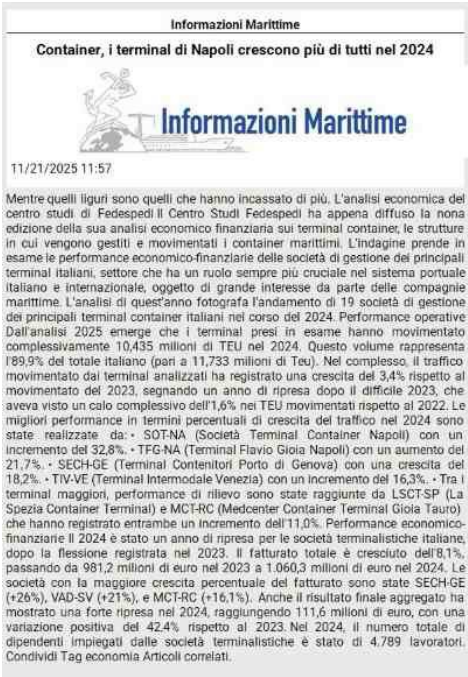 Informazioni Marittime
Container, i terminal di Napoli crescono più di tutti nel 2024
Informazioni Marittime
11/21/2025 11:57
Mentre quelli liguri sono quelli che hanno incassato di più. L'analisi economica del
centro studi di Fedespedi Il Centro Studi Fedespedi ha appena diffuso la nona
edizione della sua analisi economico finanziaria sui terminal container, le strutture
in cui vengono gestiti e movimentati i container marittimi. L'indagine prende in
esame le performance economico-finanziarie delle società di gestione dei principali
terminal italiani, settore che ha un ruolo sempre più cruciale nel sistema portuale
italiano e internazionale, oggetto di grande interesse da parte delle compagnie
marittime. L'analisi di quest'anno fotografa l'andamento di 19 società di gestione
dei principali terminal container italiani nel corso del 2024. Performance operative
Dall'analisi 2025 emerge che i terminal presi in esame hanno movimentato
complessivamente 10,435 milioni di TEU nel 2024. Questo volume rappresenta
l'89,9% del totale italiano (pari a 11,733 milioni di Teu). Nel complesso, il traffico
movimentato dai terminal analizzati ha registrato una crescita del 3,4% rispetto al
movimentato del 2023, segnando un anno di ripresa dopo il difficile 2023, che
aveva visto un calo complessivo dell'1,6% nei TEU movimentati rispetto al 2022. Le
migliori performance in termini percentuali di crescita del traffico nel 2024 sono
state realizzate da: • SOT-NA (Società Terminal Container Napoli) con un
incremento del 32,8%. • TFG-NA (Terminal Flavio Gioia Napoli) con un aumento del
21,7%. • SECH-GE (Terminal Contenitori Porto di Genova) con una crescita del
18,2%. • TIV-VE (Terminal Intermodale Venezia) con un incremento del 16,3%. • Tra i
terminal maggiori, performance di rilievo sono state raggiunte da LSCT-SP (La
Spezia Container Terminal) e MCT-RC (Medcenter Container Terminal Gioia Tauro)
che hanno registrato entrambe un incremento dell'11,0%. Performance economico-
finanziarie Il 2024 è stato un anno di ripresa per le società terminalistiche italiane,
dopo la flessione registrata nel 2023. Il fatturato totale è cresciuto dell'8,1%,
passando da 981,2 milioni di euro nel 2023 a 1.060,3 milioni di euro nel 2024. Le
società con la maggiore crescita percentuale del fatturato sono state SECH-GE
(+26%), VAD-SV (+21%), e MCT-RC (+16,1%). Anche il risultato finale aggregato ha
mostrato una forte ripresa nel 2024, raggiungendo 111,6 milioni di euro, con una
variazione positiva del 42,4% rispetto al 2023. Nel 2024, il numero totale di
dipendenti impiegati dalle società terminalistiche è stato di 4.789 lavoratori.
Condividi Tag economia Articoli correlati.